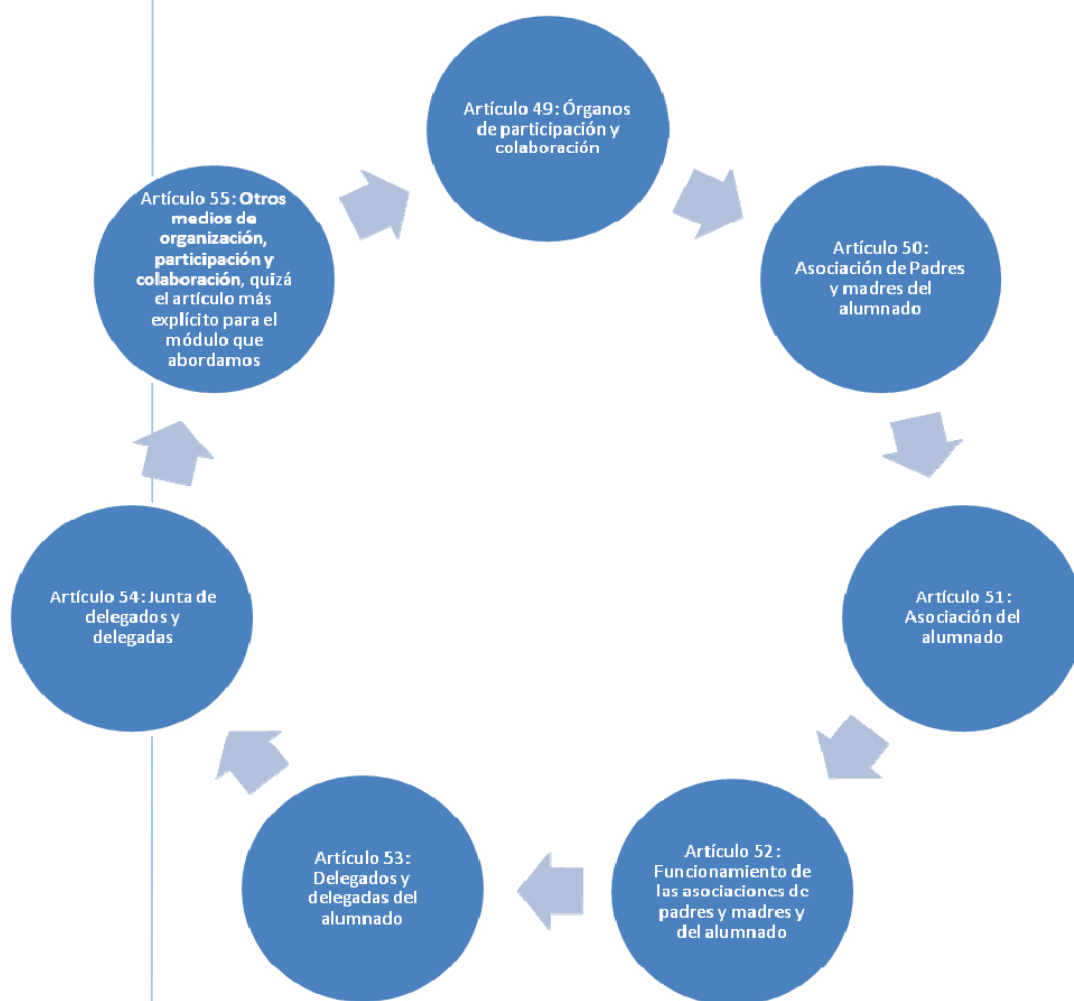 Artículo 49: Órganos
de participación y
colaboración
Artículo 50:
Asociación de Padres
y madres del
alumnado
Artículo 51:
Asociación del
alumnado
Artículo 52:
Funcionamiento de
las asociaciones de
padres y madres y
del alumnado
Artículo 53:
Delegados y
delegadas del
alumnado
Artículo 54: Junta de
delegados y
delegadas
Artículo 55: Otros
medios de
organización,
participación y
colaboración, quizá
el artículo más
explícito para el
módulo que
abordamos